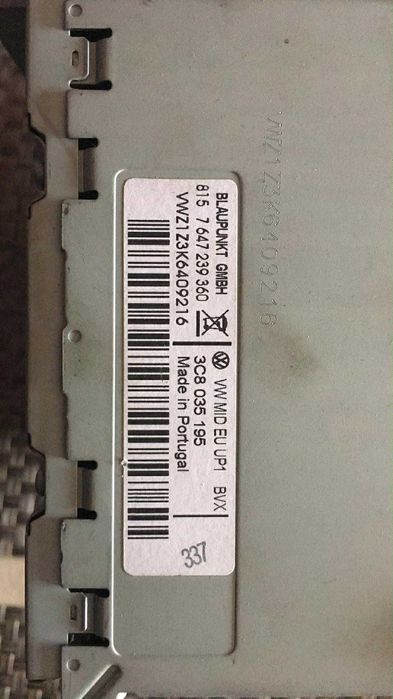 BLAUPUNKT GMBH
815 7 647 239 360
VWZ1Z3K6409216
VW MID EU UP1 BVX
3C8 035 195
Made in Portugal
337
VWZ1Z3K6409216